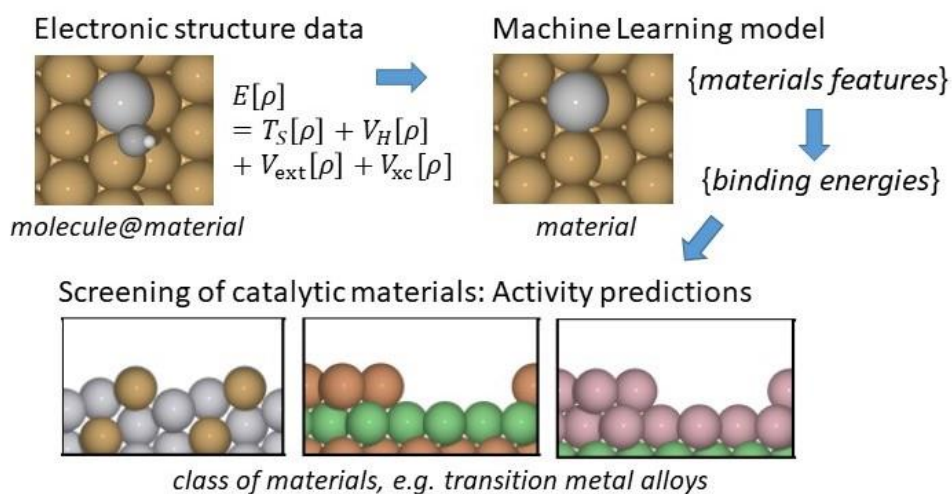 Electronic structure data
E[ρ]
= T_S[ρ] + V_H[ρ]
+ V_ext[ρ] + V_xc[ρ]
molecule@material
Machine Learning model
{materials features}
{binding energies}
material
Screening of catalytic materials: Activity predictions
class of materials, e.g. transition metal alloys